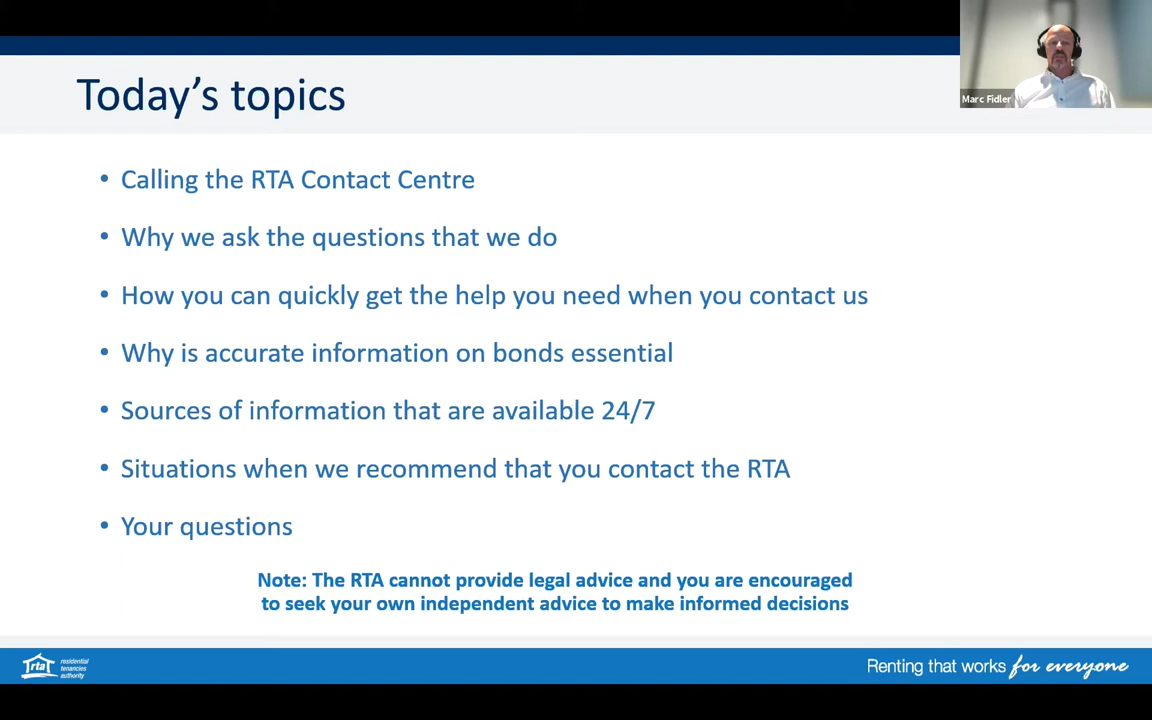 Today's topics
Marc Fidler
• Calling the RTA Contact Centre
• Why we ask the questions that we do
• How you can quickly get the help you need when you contact us
• Why is accurate information on bonds essential
• Sources of information that are available 24/7
• Situations when we recommend that you contact the RTA
• Your questions
Note: The RTA cannot provide legal advice and you are encouraged
to seek your own independent advice to make informed decisions
rta
residential
tenancies
authority
Renting that works for everyone